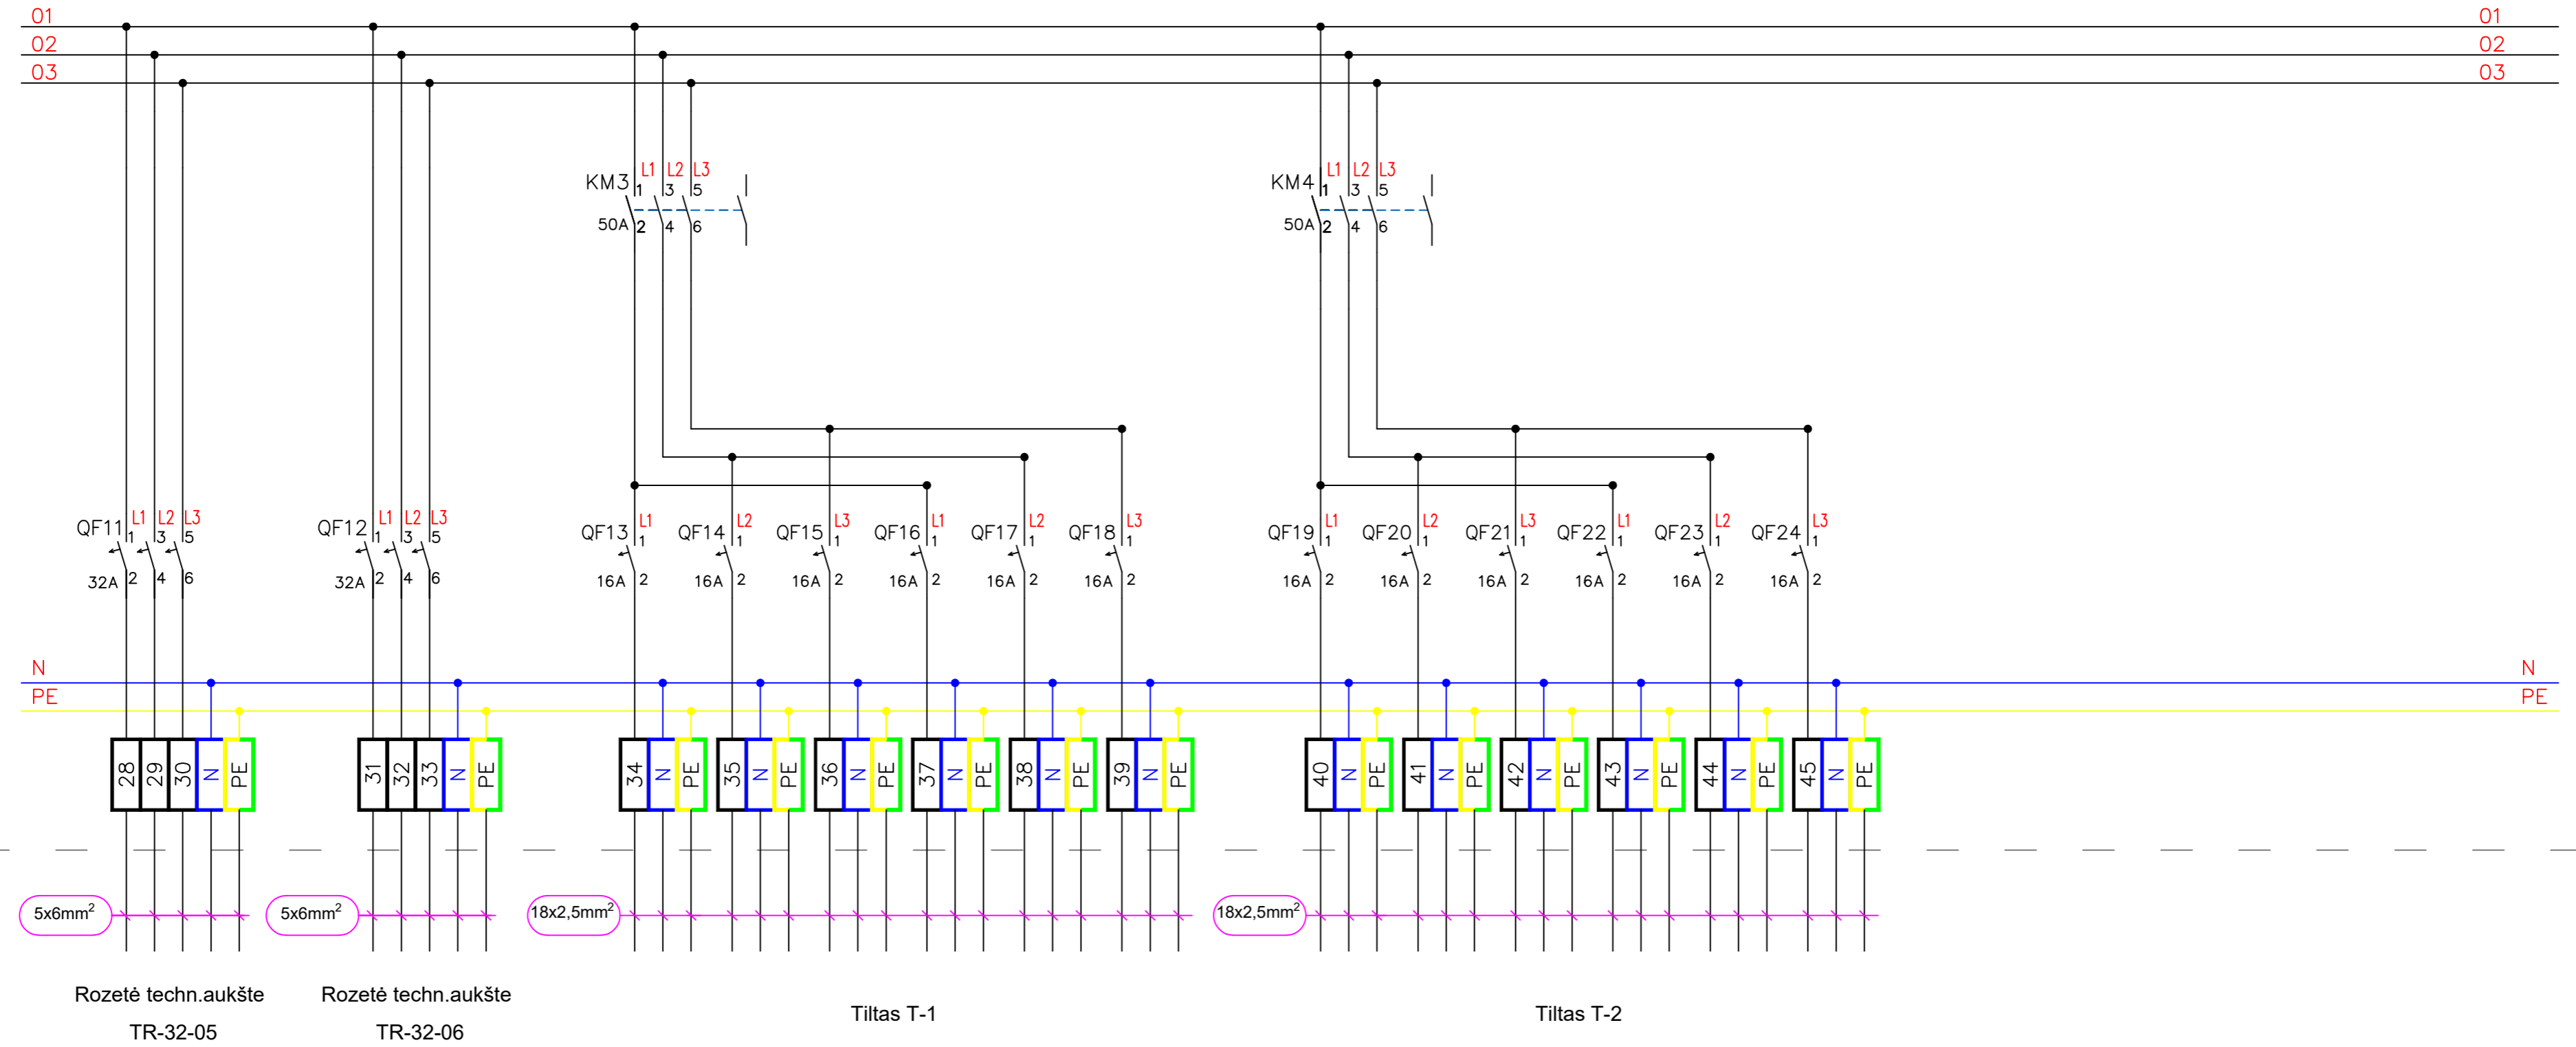 01 01
02 02
03 03
L1 L2 L3 L1 L2 L3
KM3 1 3 5 KM4 1 3 5
50A 2 4 6 50A 2 4 6
L1 L2 L3 L1 L2 L3 L1 L2 L3 L1 L2 L3 L1 L2 L3 L1 L2 L3
QF11 1 3 5 QF12 1 3 5 QF13 1 QF14 1 QF15 1 QF16 1 QF17 1 QF18 1 QF19 1 QF20 1 QF21 1 QF22 1 QF23 1 QF24 1
32A 2 4 6 32A 2 4 6 16A 2 16A 2 16A 2 16A 2 16A 2 16A 2 16A 2 16A 2 16A 2 16A 2 16A 2 16A 2
N N
PE PE
28 29 30 N PE 31 32 33 N PE 34 N PE 35 N PE 36 N PE 37 N PE 38 N PE 39 N PE 40 N PE 41 N PE 42 N PE 43 N PE 44 N PE 45 N PE
5x6mm² 5x6mm² 18x2,5mm² 18x2,5mm²
Rozetė techn.aukšte Rozetė techn.aukšte
Tiltas T-1 Tiltas T-2
TR-32-05 TR-32-06